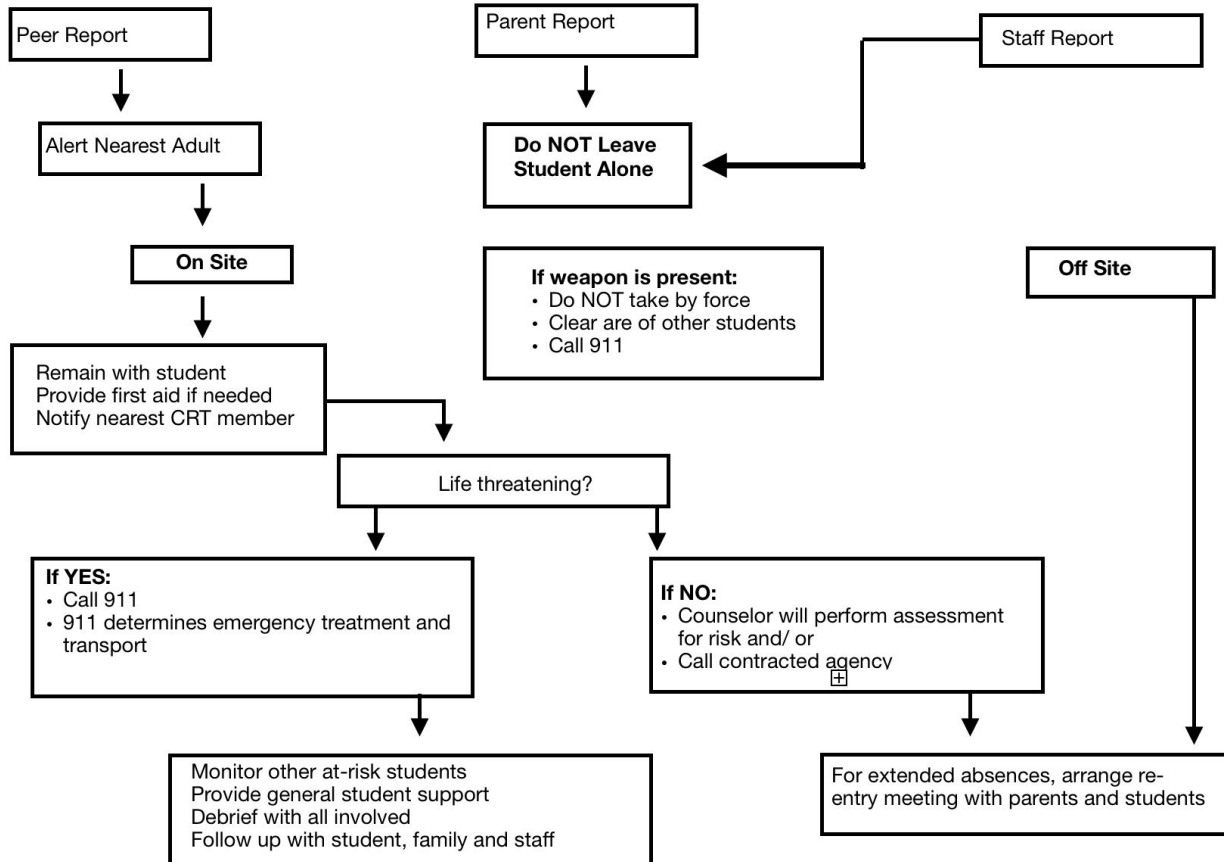 Peer Report
Parent Report
Staff Report
Alert Nearest Adult
Do NOT Leave
Student Alone
On Site
If weapon is present:
• Do NOT take by force
• Clear are of other students
• Call 911
Off Site
Remain with student
Provide first aid if needed
Notify nearest CRT member
Life threatening?
If YES:
• Call 911
• 911 determines emergency treatment and
transport
If NO:
• Counselor will perform assessment
for risk and/ or
• Call contracted agency
Monitor other at-risk students
Provide general student support
Debrief with all involved
Follow up with student, family and staff
For extended absences, arrange re-
entry meeting with parents and students